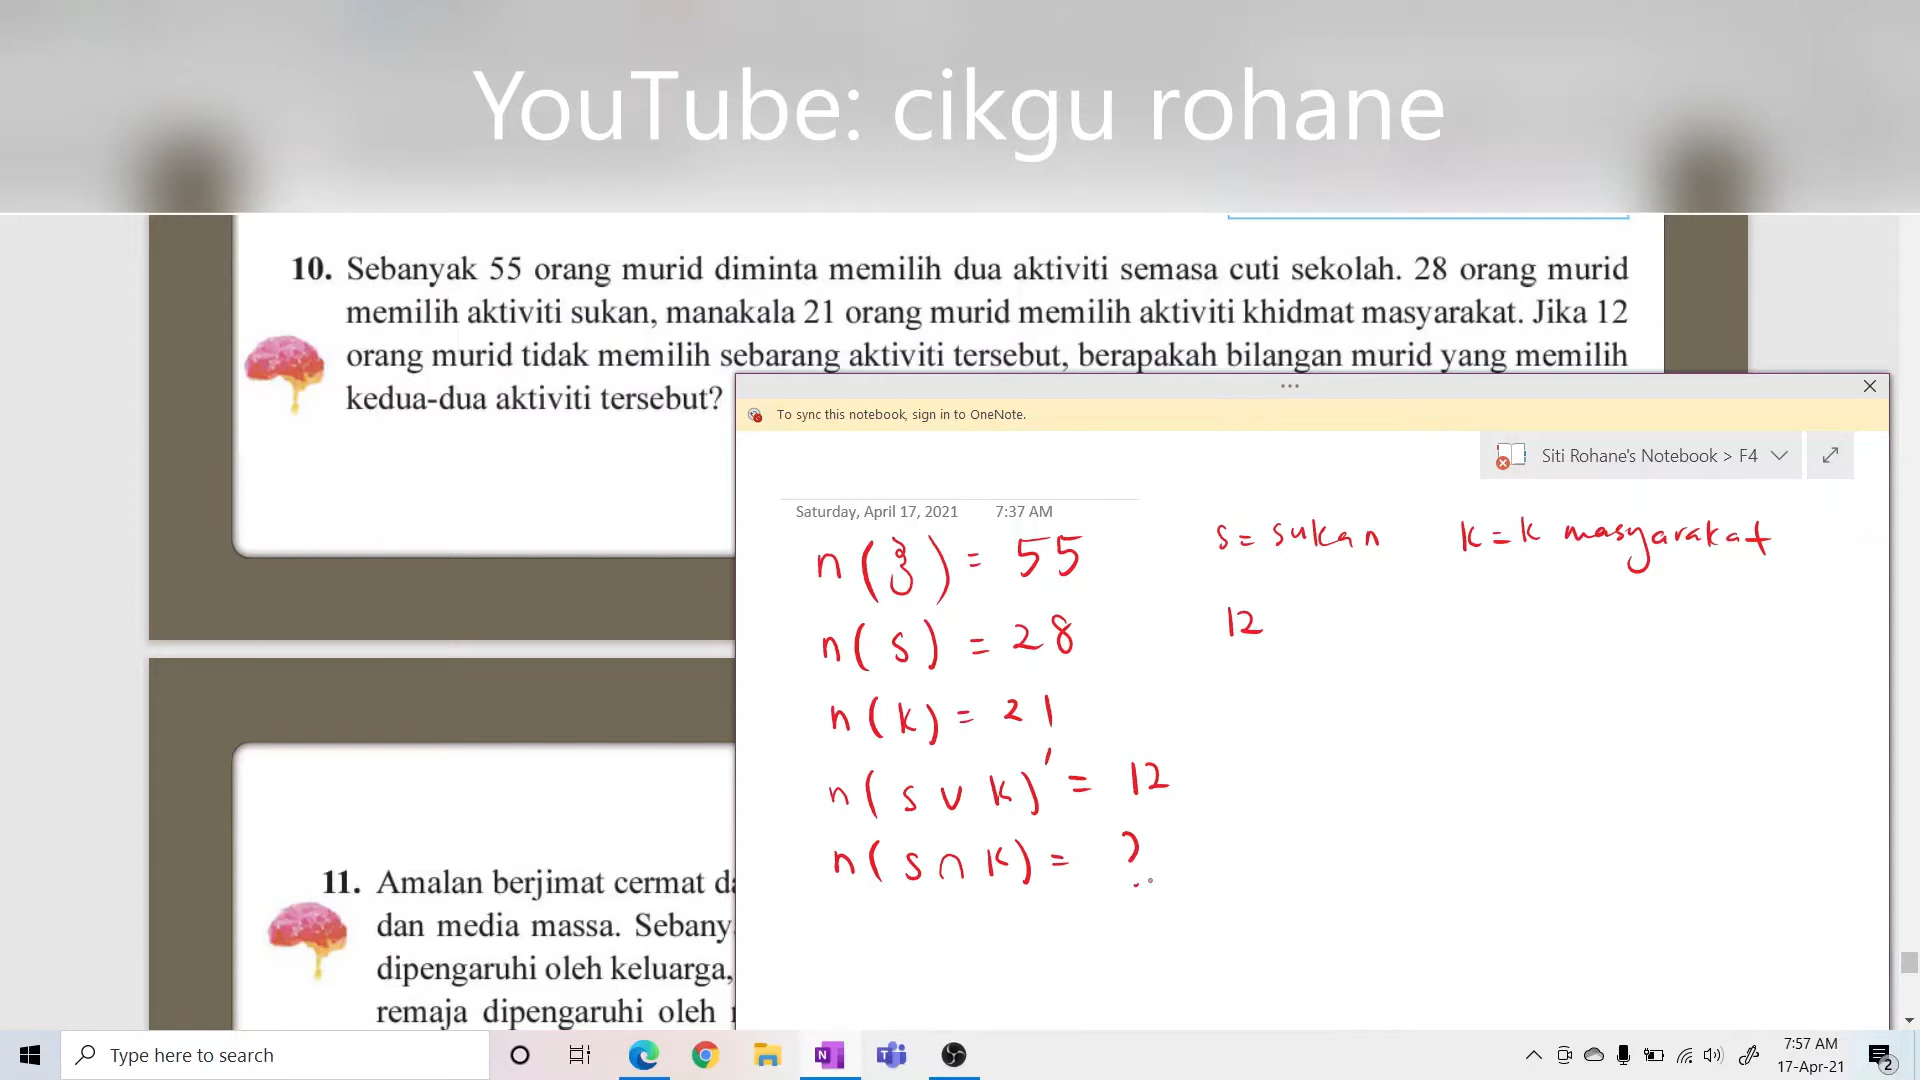 YouTube: cikgu rohane
10. Sebanyak 55 orang murid diminta memilih dua aktiviti semasa cuti sekolah. 28 orang murid
memilih aktiviti sukan, manakala 21 orang murid memilih aktiviti khidmat masyarakat. Jika 12
orang murid tidak memilih sebarang aktiviti tersebut, berapakah bilangan murid yang memilih
kedua-dua aktiviti tersebut?
To sync this notebook, sign in to OneNote.
Siti Rohane's Notebook > F4
Saturday, April 17, 2021 7:37 AM
s = sukan k = k masyarakat
n(ξ) = 55
n(s) = 28
12
n(k) = 21
n(s ∪ k)' = 12
n(s ∩ k) = ?
11. Amalan berjimat cermat
dan media massa.
dipengaruhi oleh keluarga,
remaja dipengaruhi oleh
Type here to search
7:57 AM
17-Apr-21
2